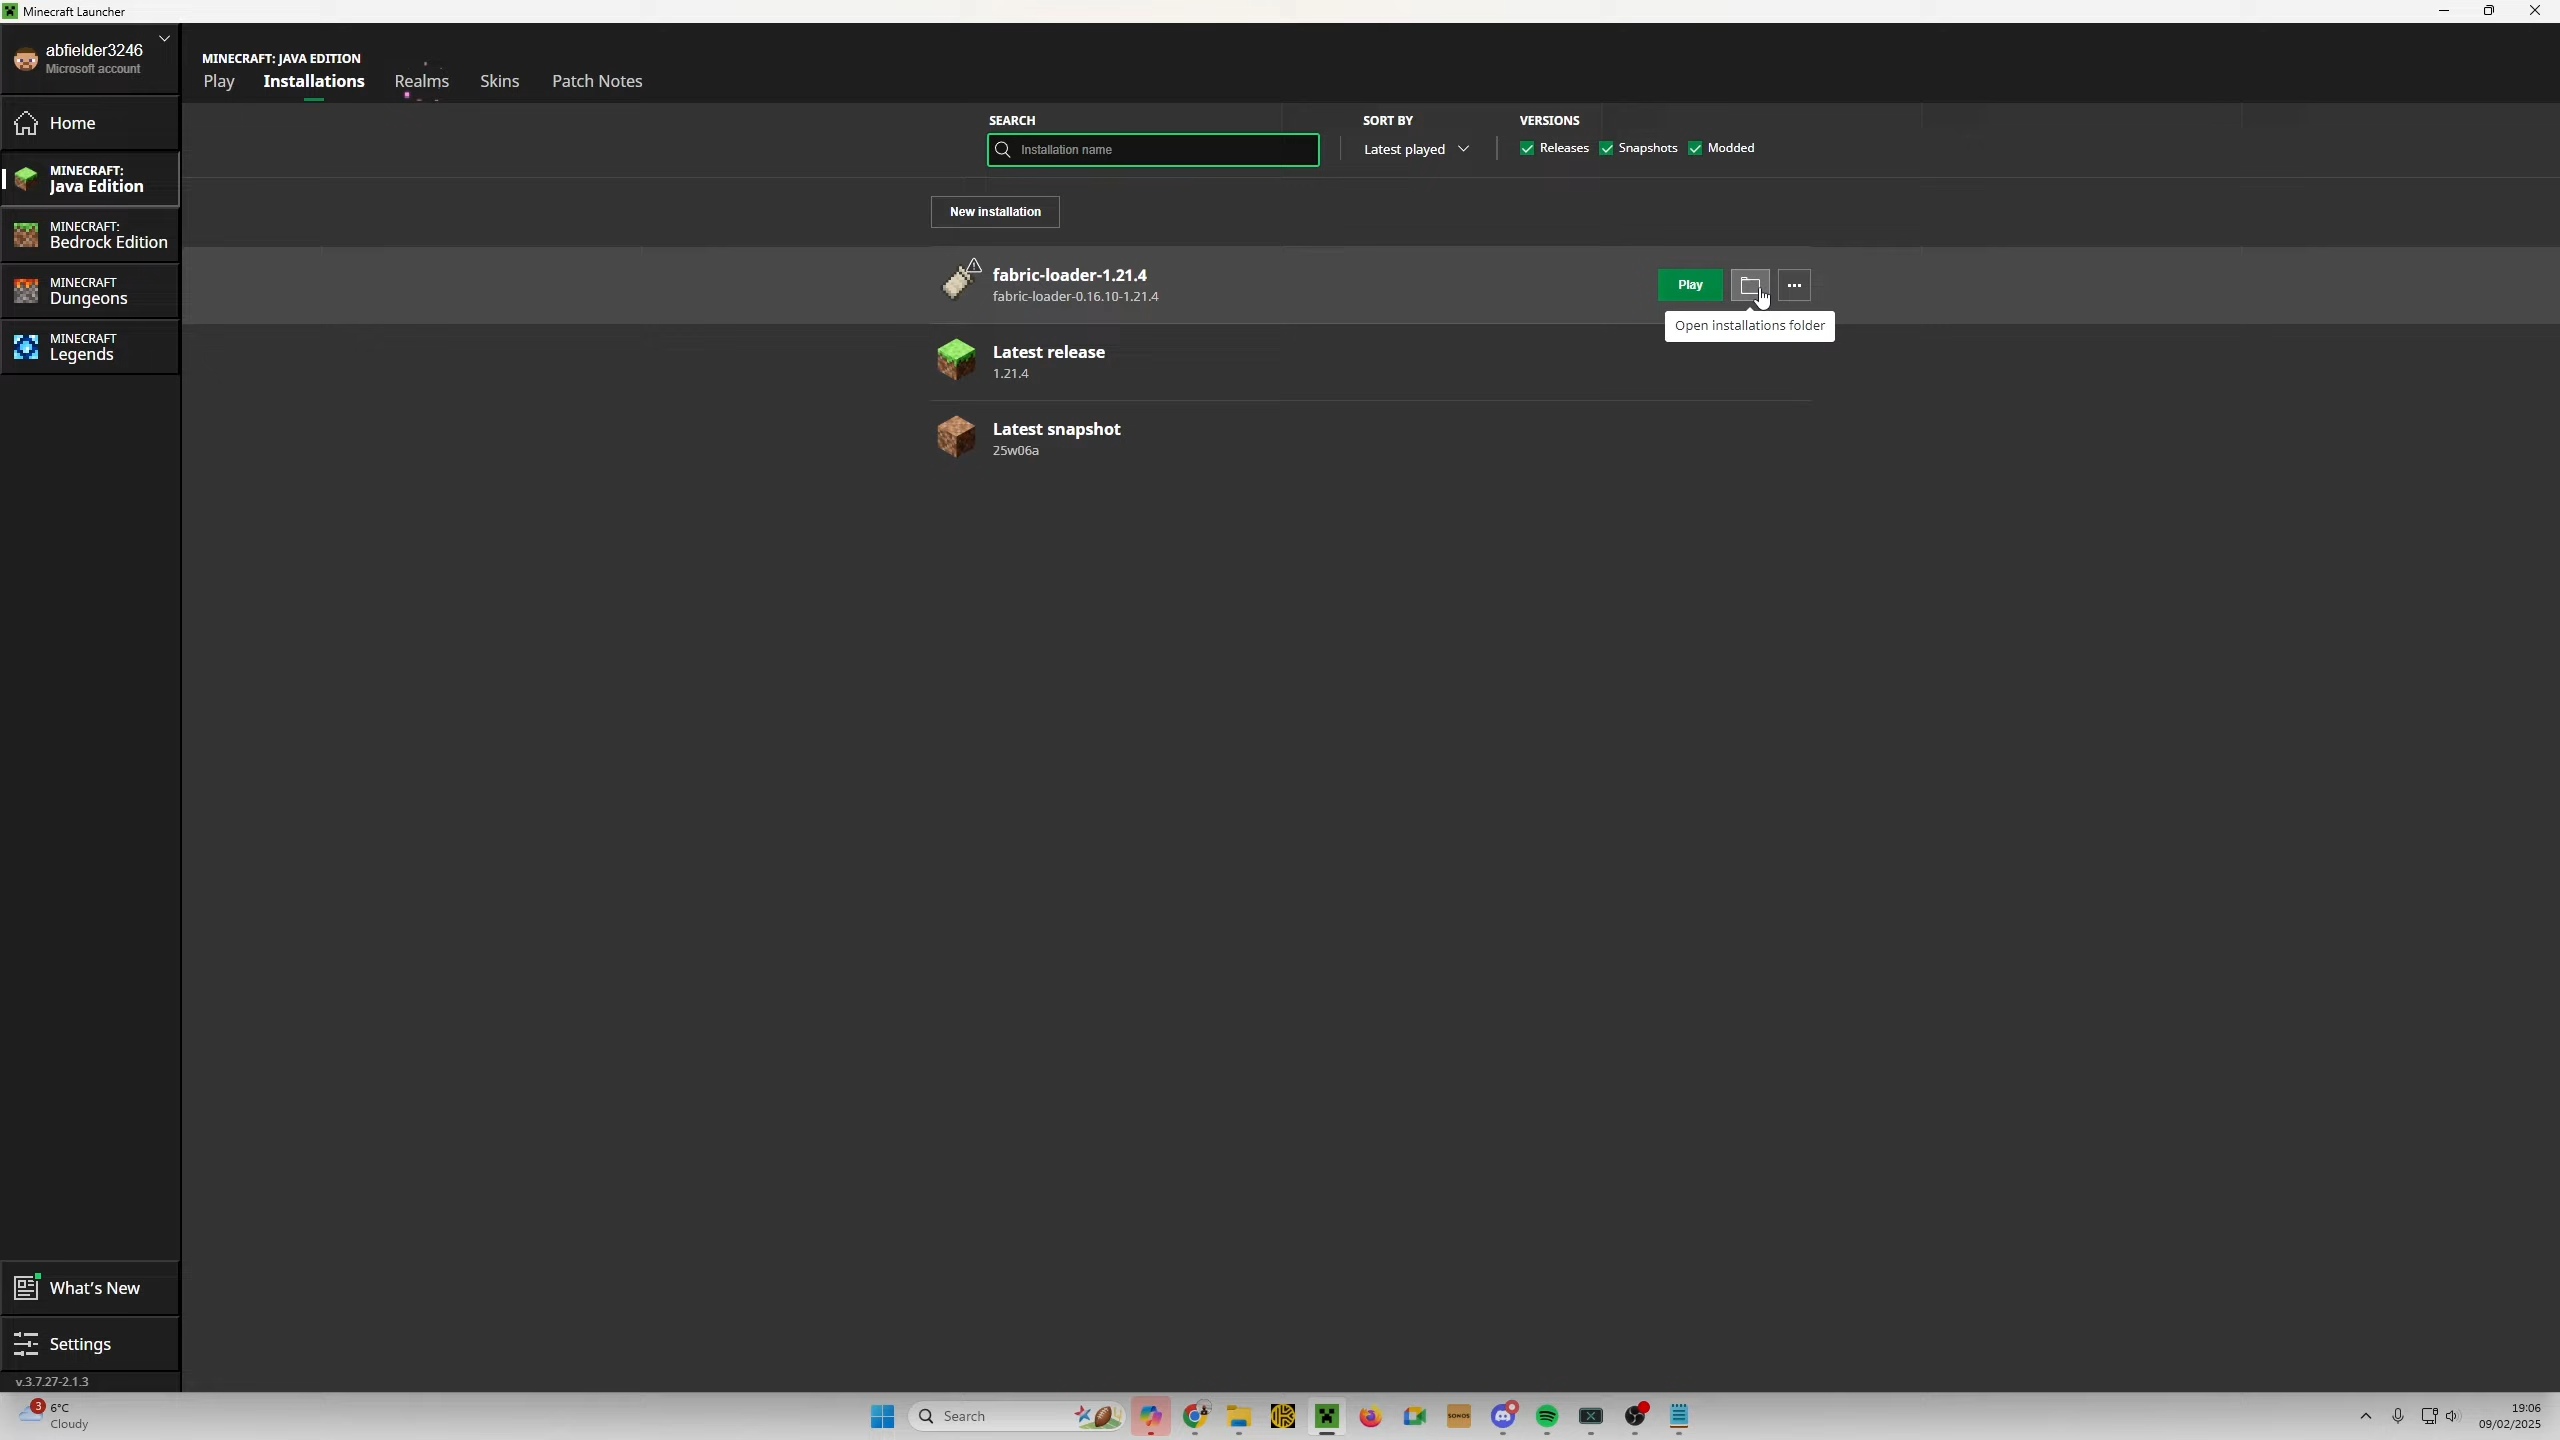 Minecraft Launcher
abfielder3246
Microsoft account
MINECRAFT: JAVA EDITION
Play Installations Realms Skins Patch Notes
Home
MINECRAFT:
Java Edition
MINECRAFT:
Bedrock Edition
MINECRAFT
Dungeons
MINECRAFT
Legends
SEARCH SORT BY VERSIONS
Installation name Latest played Releases Snapshots Modded
New installation
fabric-loader-1.21.4
fabric-loader-0.16.10-1.21.4
Play
Open installations folder
Latest release
1.21.4
Latest snapshot
25w06a
What's New
Settings
v.3.7.27-2.1.3
3
6°C
Cloudy
Search
SONOS
19:06
09/02/2025